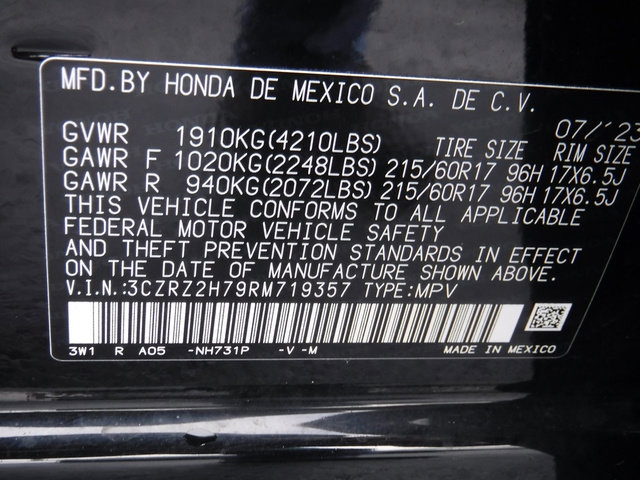 MFD.BY HONDA DE MEXICO S.A. DE C.V.
07/'23
GVWR 1910KG(4210LBS) TIRE SIZE RIM SIZE
GAWR F 1020KG(2248LBS) 215/60R17 96H 17X6.5J
GAWR R 940KG(2072LBS) 215/60R17 96H 17X6.5J
THIS VEHICLE CONFORMS TO ALL APPLICABLE
FEDERAL MOTOR VEHICLE SAFETY
AND THEFT PREVENTION STANDARDS IN EFFECT
ON THE DATE OF MANUFACTURE SHOWN ABOVE.
V.I.N.:3CZRZ2H79RM719357 TYPE:MPV
3W1 R A05 -NH731P -V -M MADE IN MEXICO